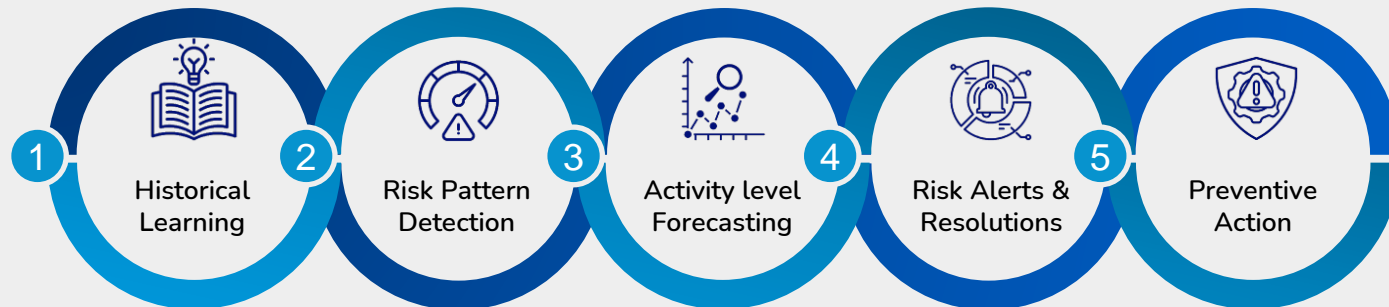 1
Historical
Learning
2
Risk Pattern
Detection
3
Activity level
Forecasting
4
Risk Alerts &
Resolutions
5
Preventive
Action